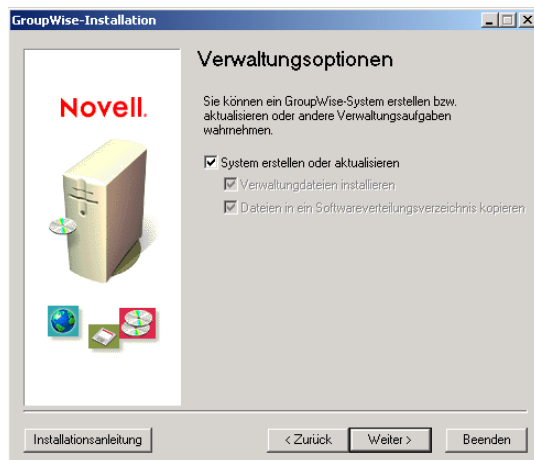 GroupWise-Installation
Novell.
Verwaltungsoptionen
Sie können ein GroupWise-System erstellen bzw.
aktualisieren oder andere Verwaltungsaufgaben
wahrnehmen.
System erstellen oder aktualisieren
Verwaltungdateien installieren
Dateien in ein Softwareverteilungsverzeichnis kopieren
Installationsanleitung
< Zurück
Weiter >
Beenden